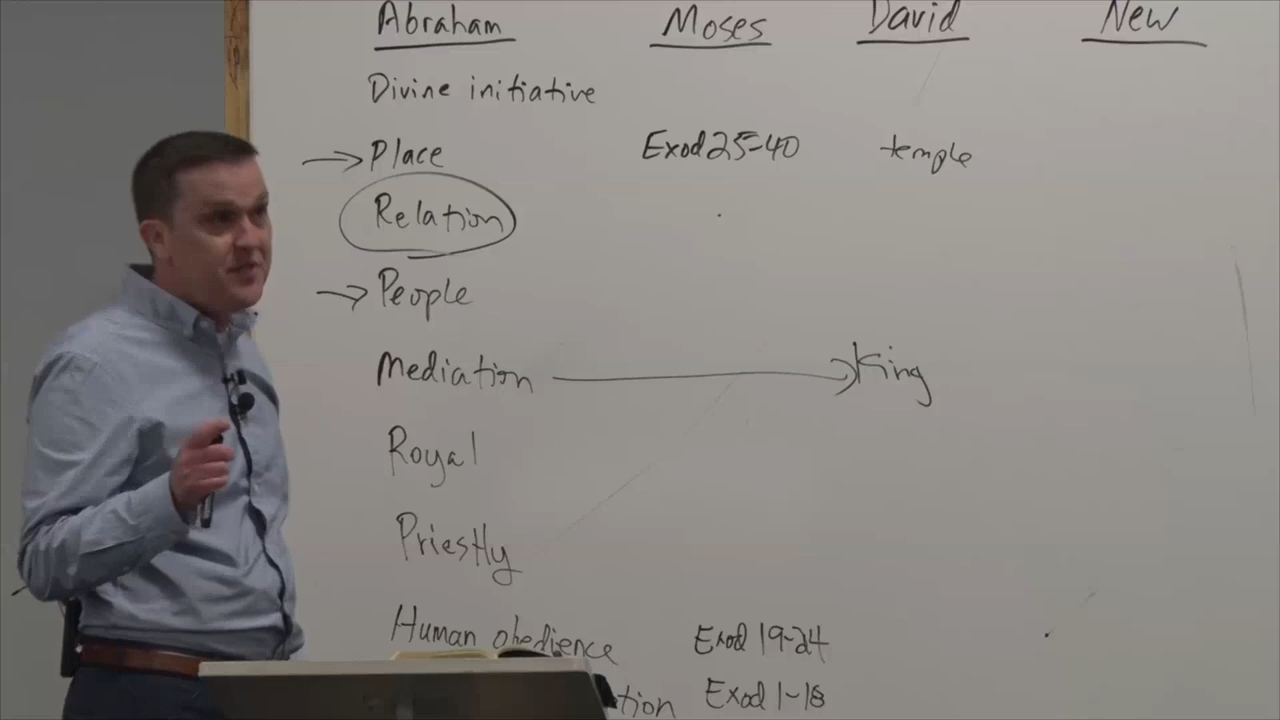 Abraham Moses David New
Divine initiative
Place Exod 25-40 temple
Relation
People
Mediation King
Royal
Priestly
Human obedience Exod 19-24
Exod 1-18